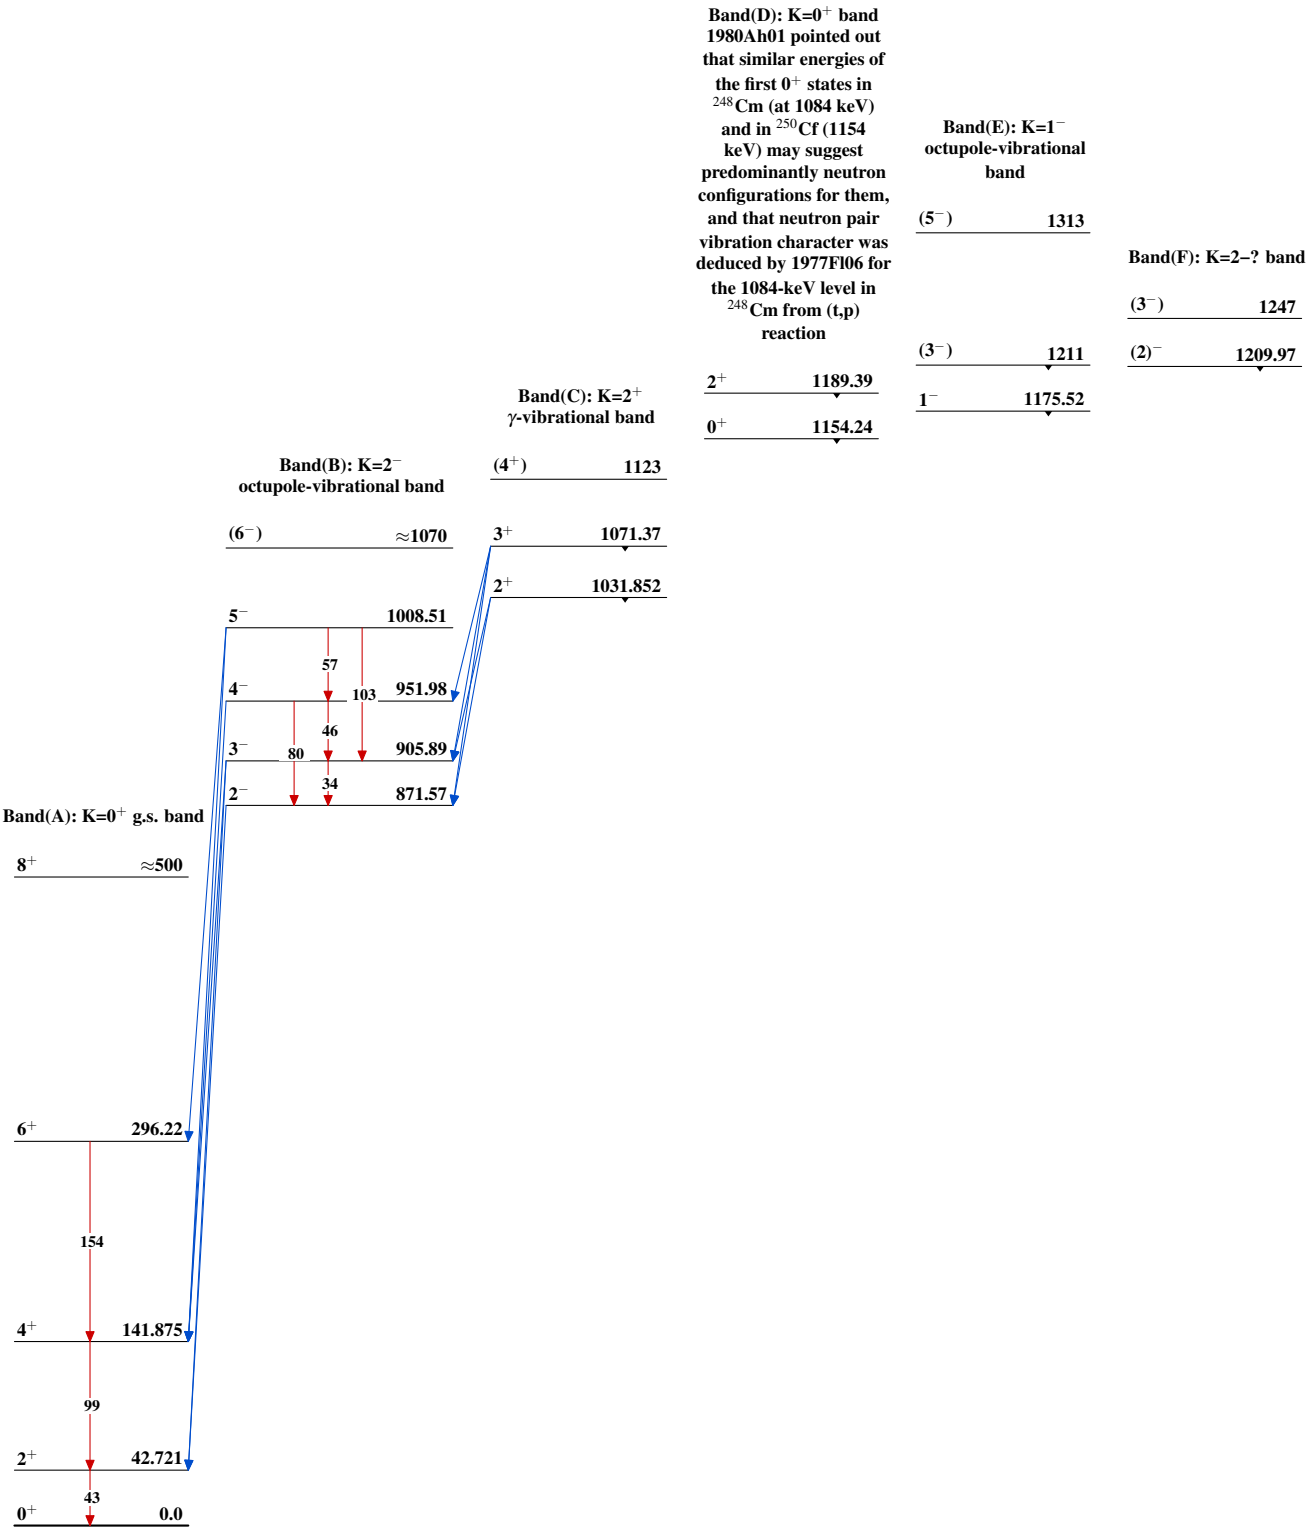 Band(A): K=0⁺ g.s. band
8⁺ ≈500
6⁺ 296.22
154
4⁺ 141.875
99
2⁺ 42.721
43
0⁺ 0.0
Band(B): K=2⁻
octupole-vibrational band
(6⁻) ≈1070
5⁻ 1008.51
57
103
4⁻ 951.98
46
80
3⁻ 905.89
34
2⁻ 871.57
Band(C): K=2⁺
γ-vibrational band
(4⁺) 1123
3⁺ 1071.37
2⁺ 1031.852
Band(D): K=0⁺ band
1980Ah01 pointed out
that similar energies of
the first 0⁺ states in
²⁴⁸Cm (at 1084 keV)
and in ²⁵⁰Cf (1154
keV) may suggest
predominantly neutron
configurations for them,
and that neutron pair
vibration character was
deduced by 1977Fl06 for
the 1084-keV level in
²⁴⁸Cm from (t,p)
reaction
2⁺ 1189.39
0⁺ 1154.24
Band(E): K=1⁻
octupole-vibrational
band
(5⁻) 1313
(3⁻) 1211
1⁻ 1175.52
Band(F): K=2−? band
(3⁻) 1247
(2)⁻ 1209.97